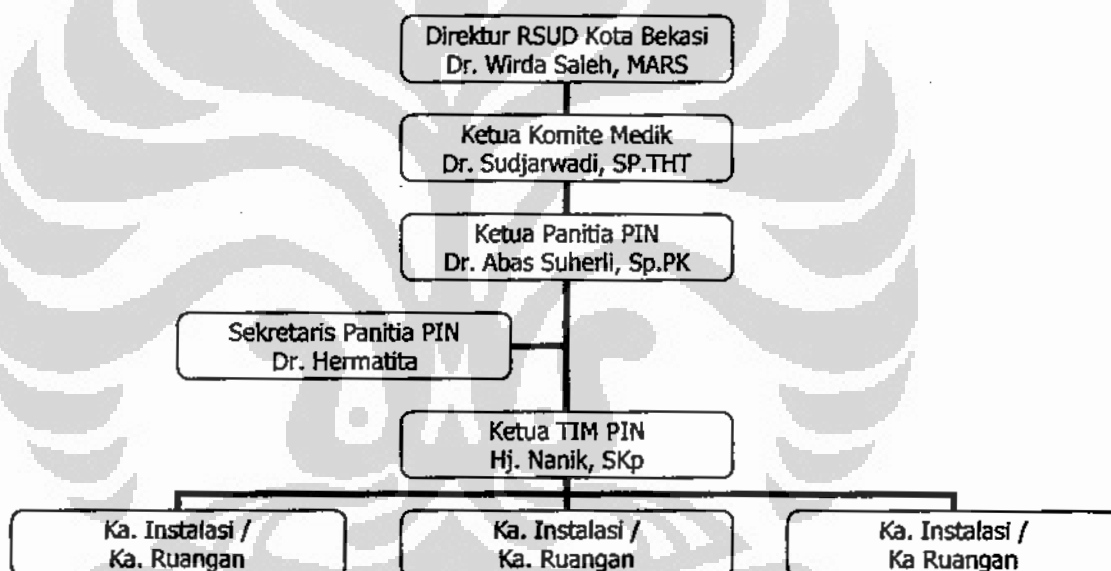 Direktur RSUD Kota Bekasi
Dr. Wirda Saleh, MARS
Ketua Komite Medik
Dr. Sudjarwadi, SP.THT
Ketua Panitia PIN
Dr. Abas Suherli, Sp.PK
Sekretaris Panitia PIN
Dr. Hermatita
Ketua TIM PIN
Hj. Nanik, SKp
Ka. Instalasi /
Ka. Ruangan
Ka. Instalasi /
Ka. Ruangan
Ka. Instalasi /
Ka Ruangan